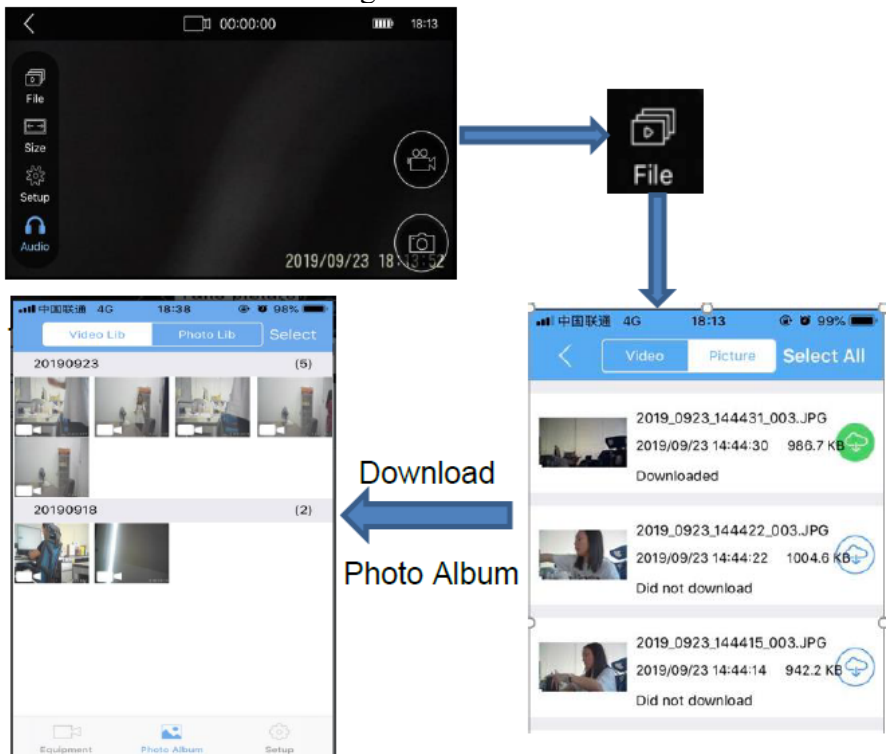 00:00:00 18:13
File
Size
Setup
Audio
2019/09/23 18:13:52
File
中国联通 4G 18:38 98%
Video Lib Photo Lib Select
20190923 (5)
20190918 (2)
Equipment Photo Album Setup
Download
Photo Album
中国联通 4G 18:13 99%
Video Picture Select All
2019_0923_144431_003.JPG
2019/09/23 14:44:30 986.7 KB
Downloaded
2019_0923_144422_003.JPG
2019/09/23 14:44:22 1004.6 KB
Did not download
2019_0923_144415_003.JPG
2019/09/23 14:44:14 942.2 KB
Did not download